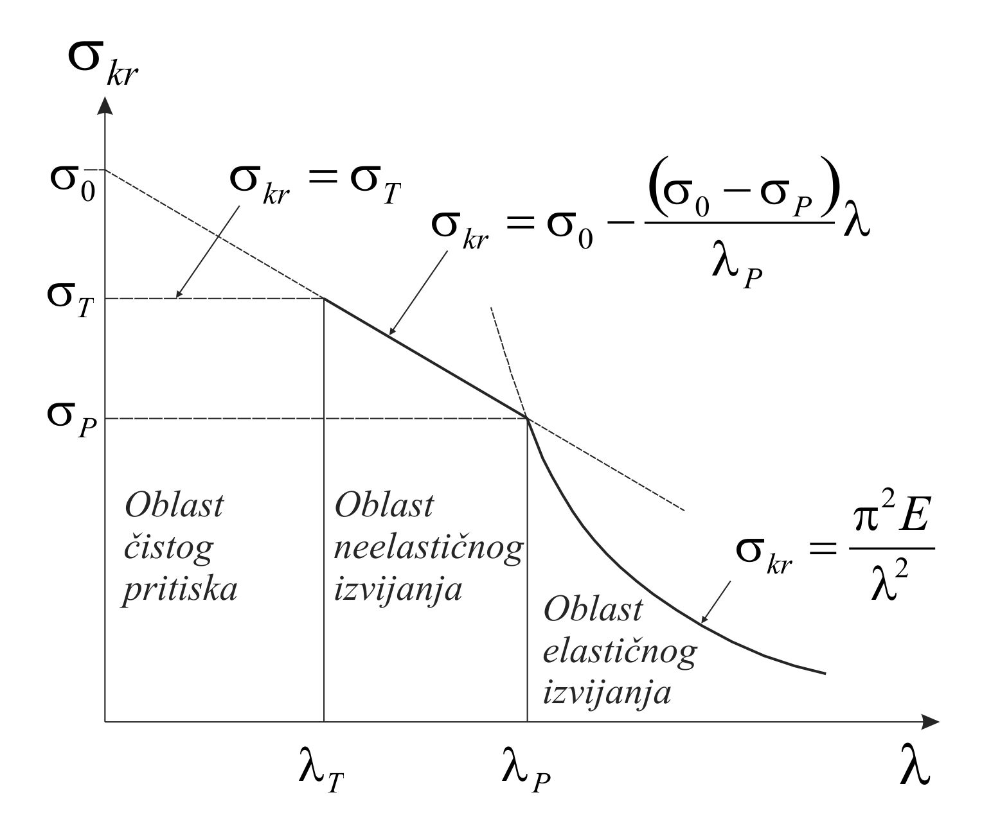 σkr
σ0
σkr = σT
σkr = σ0 − (σ0 − σP)/λP λ
σT
σP
Oblast
čistog
pritiska
Oblast
neelastičnog
izvijanja
Oblast
elastičnog
izvijanja
σkr = π²E/λ²
λT
λP
λ